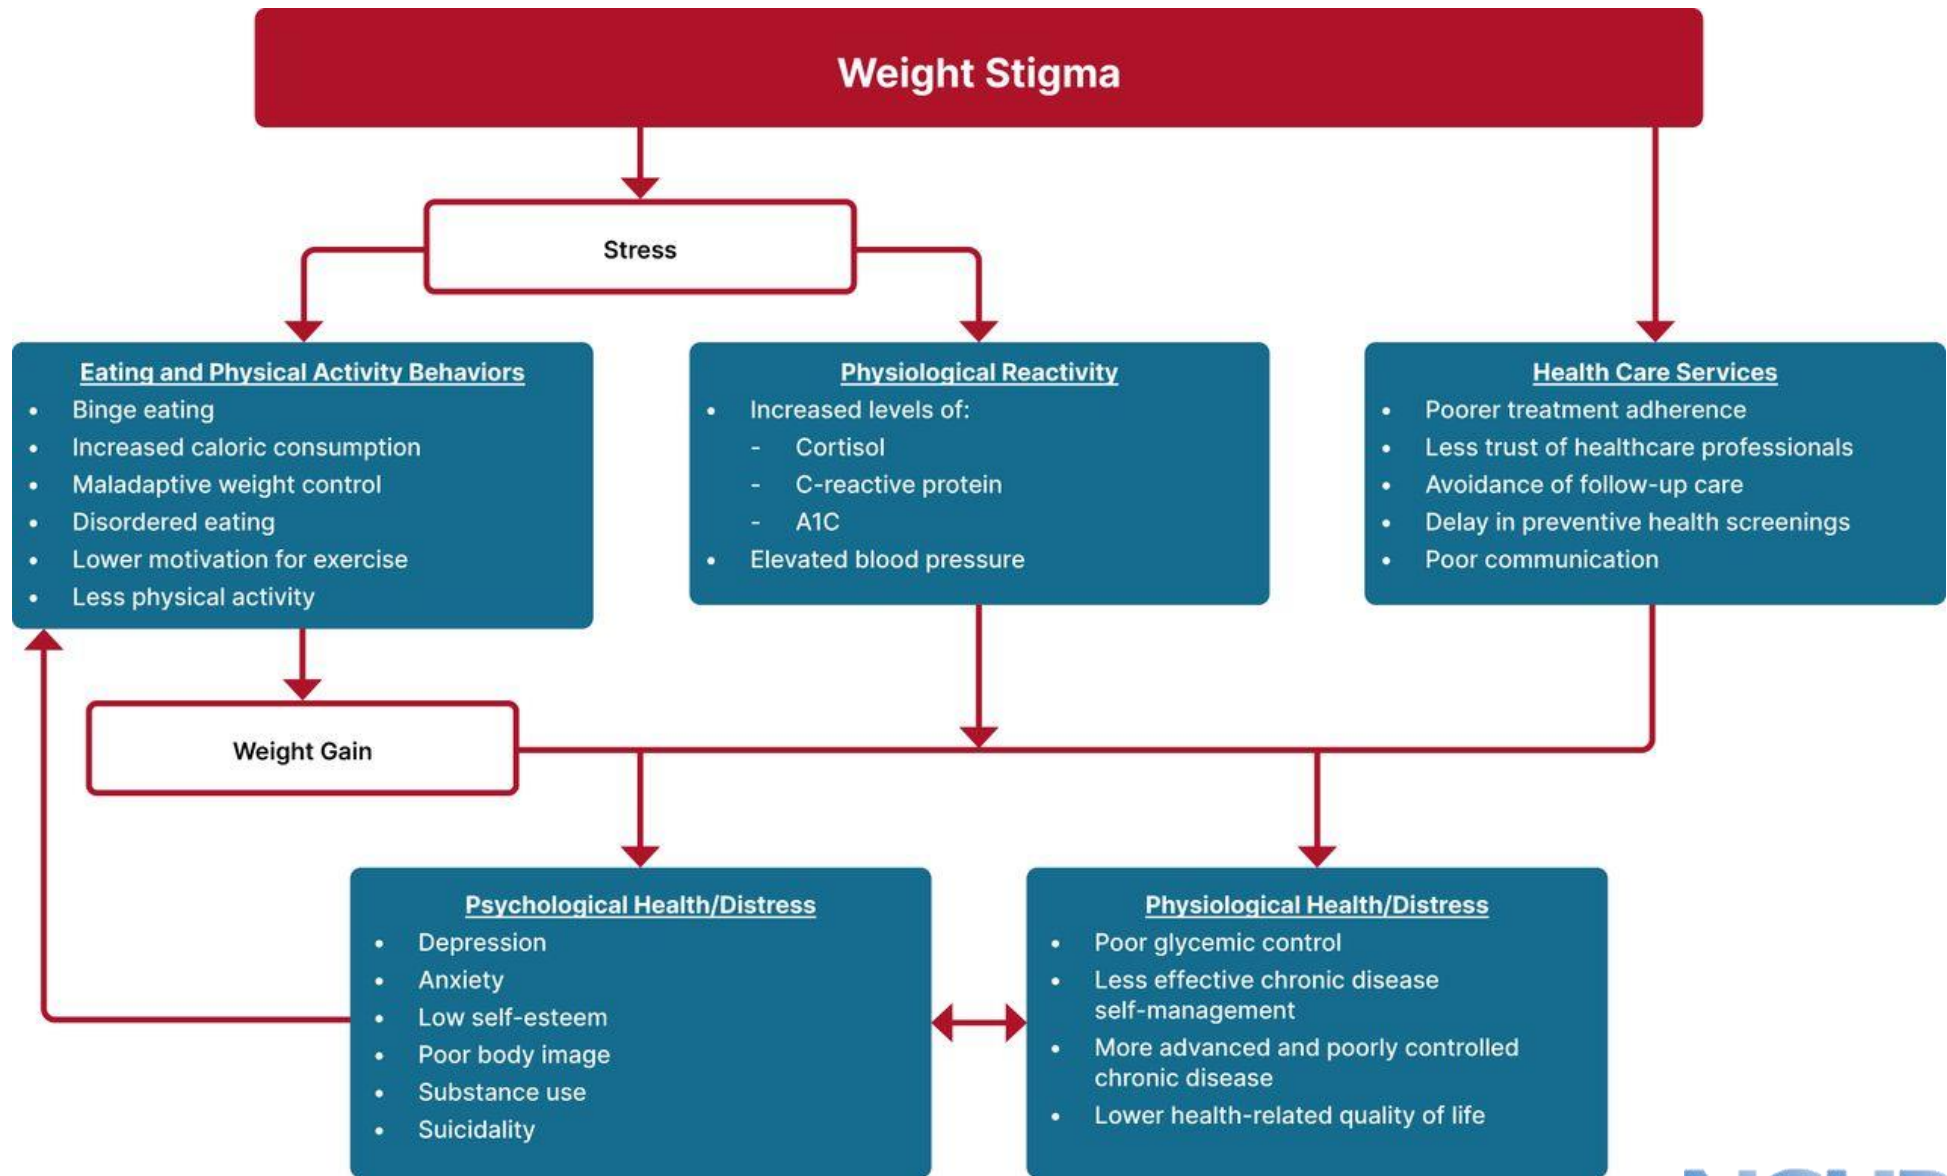 Weight Stigma
Stress
Eating and Physical Activity Behaviors
• Binge eating
• Increased caloric consumption
• Maladaptive weight control
• Disordered eating
• Lower motivation for exercise
• Less physical activity
Physiological Reactivity
• Increased levels of:
- Cortisol
- C-reactive protein
- A1C
• Elevated blood pressure
Health Care Services
• Poorer treatment adherence
• Less trust of healthcare professionals
• Avoidance of follow-up care
• Delay in preventive health screenings
• Poor communication
Weight Gain
Psychological Health/Distress
• Depression
• Anxiety
• Low self-esteem
• Poor body image
• Substance use
• Suicidality
Physiological Health/Distress
• Poor glycemic control
• Less effective chronic disease
self-management
• More advanced and poorly controlled
chronic disease
• Lower health-related quality of life